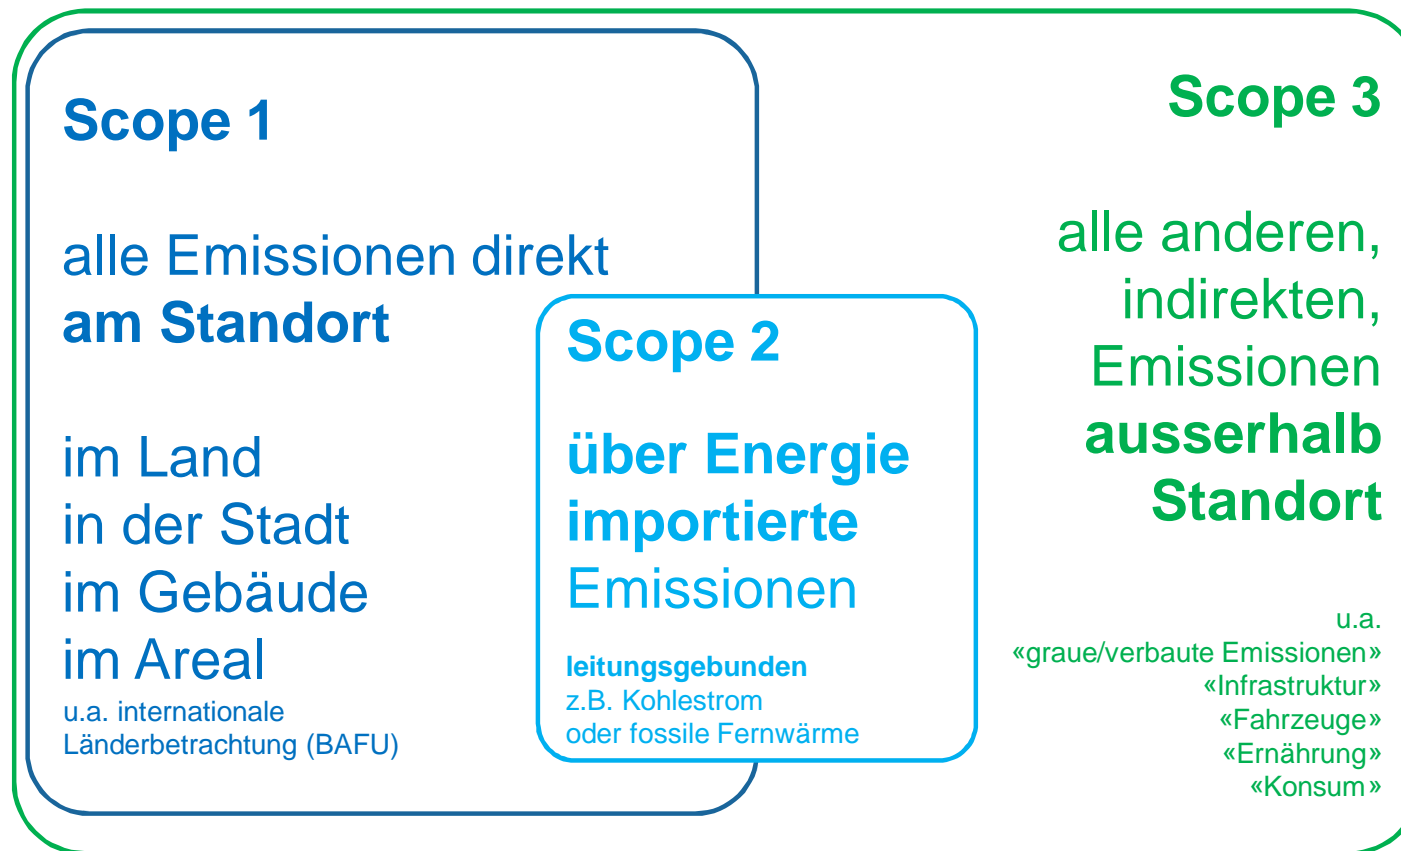 Scope 1
alle Emissionen direkt
am Standort
im Land
in der Stadt
im Gebäude
im Areal
u.a. internationale
Länderbetrachtung (BAFU)
Scope 2
über Energie
importierte
Emissionen
leitungsgebunden
z.B. Kohlestrom
oder fossile Fernwärme
Scope 3
alle anderen,
indirekten,
Emissionen
ausserhalb
Standort
u.a.
«graue/verbaute Emissionen»
«Infrastruktur»
«Fahrzeuge»
«Ernährung»
«Konsum»